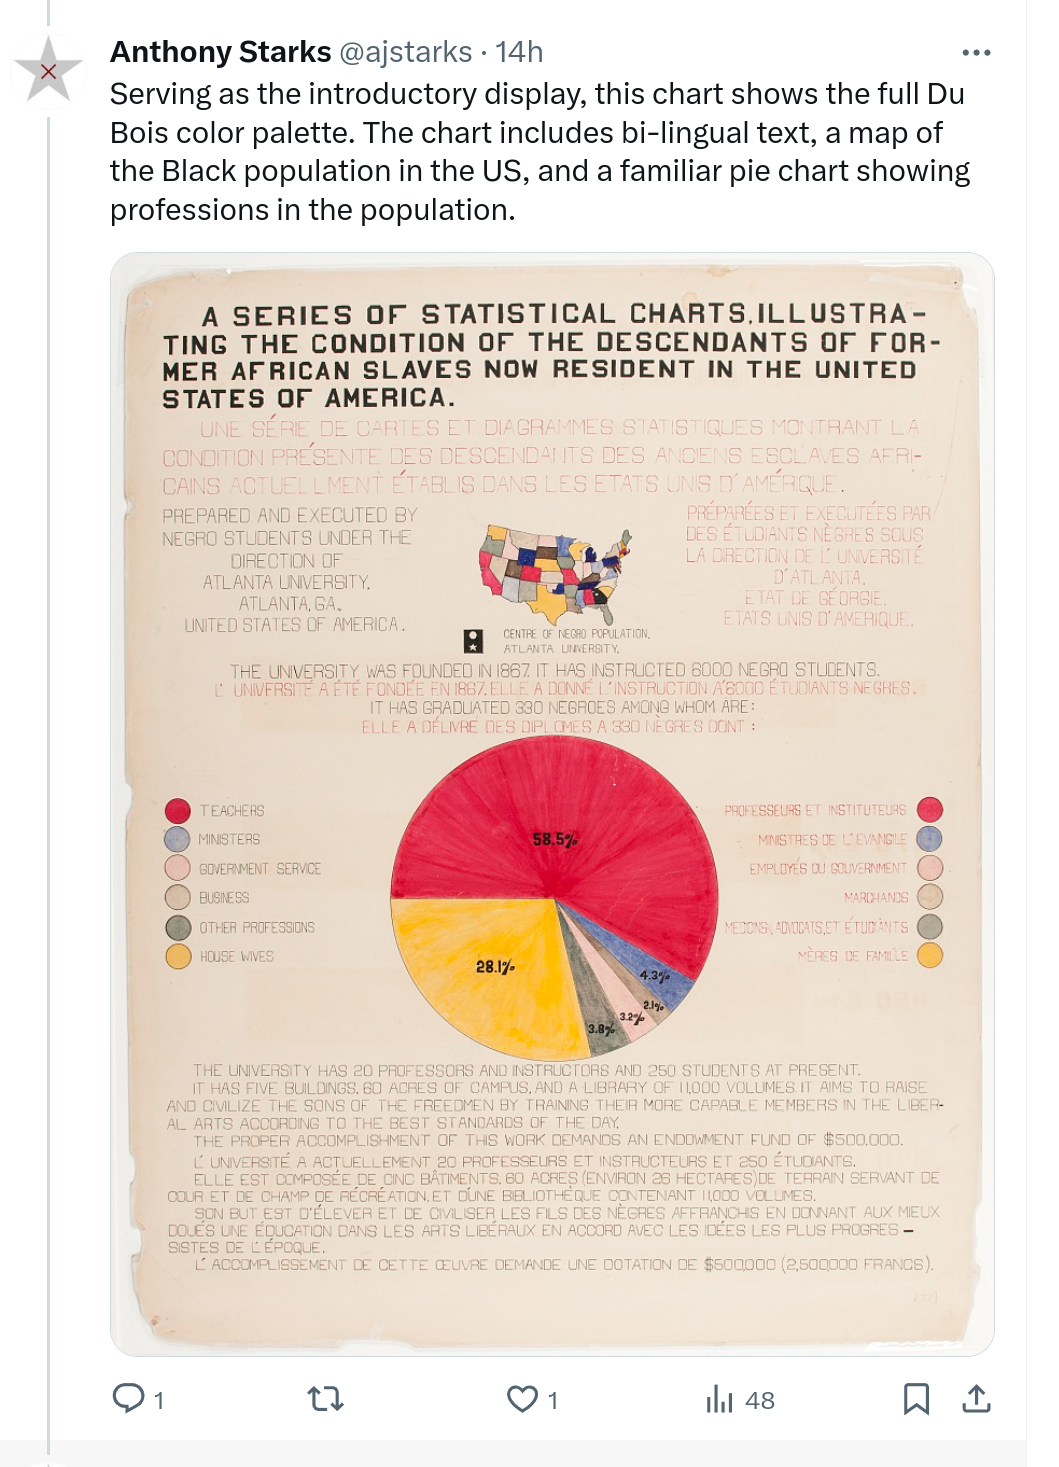 Anthony Starks @ajstarks · 14h
Serving as the introductory display, this chart shows the full Du
Bois color palette. The chart includes bi-lingual text, a map of
the Black population in the US, and a familiar pie chart showing
professions in the population.
A SERIES OF STATISTICAL CHARTS, ILLUSTRA-
TING THE CONDITION OF THE DESCENDANTS OF FOR-
MER AFRICAN SLAVES NOW RESIDENT IN THE UNITED
STATES OF AMERICA.
UNE SÉRIE DE CARTES ET DIAGRAMMES STATISTIQUES MONTRANT LA
CONDITION PRÉSENTE DES DESCENDANTS DES ANCIENS ESCLAVES AFRI-
CAINS ACTUELLMENT ÉTABLIS DANS LES ETATS UNIS D'AMÉRIQUE.
PREPARED AND EXECUTED BY
NEGRO STUDENTS UNDER THE
DIRECTION OF
ATLANTA UNIVERSITY.
ATLANTA, GA.
UNITED STATES OF AMERICA.
PRÉPARÉES ET EXECUTÉES PAR
DES ÉTUDIANTS NÈGRES SOUS
LA DIRECTION DE L'UNIVERSITÉ
D'ATLANTA.
ETAT DE GÉORGIE.
ETATS UNIS D'AMERIQUE.
CENTRE OF NEGRO POPULATION.
ATLANTA UNIVERSITY.
THE UNIVERSITY WAS FOUNDED IN 1867. IT HAS INSTRUCTED 6000 NEGRO STUDENTS.
L'UNIVERSITÉ A ÉTÉ FONDÉE EN 1867. ELLE A DONNÉ L'INSTRUCTION A'6000 ÉTUDIANTS NEGRES.
IT HAS GRADUATED 330 NEGROES AMONG WHOM ARE:
ELLE A DÉLIVRE DES DIPLOMES A 330 NÈGRES DONT :
TEACHERS
MINISTERS
GOVERNMENT SERVICE
BUSINESS
OTHER PROFESSIONS
HOUSE WIVES
58.5%
28.1%
4.3%
2.1%
3.2%
3.8%
PROFESSEURS ET INSTITUTEURS
MINISTRES DE L'EVANGILE
EMPLOYÉS DU GOUVERNMENT
MARCHANDS
ET ÉTUDIANTS
MÈRES DE FAMILLE
THE UNIVERSITY HAS 20 PROFESSORS AND INSTRUCTORS AND 250 STUDENTS AT PRESENT.
IT HAS FIVE BUILDINGS, 60 ACRES OF CAMPUS, AND A LIBRARY OF 11,000 VOLUMES. IT AIMS TO RAISE
AND CIVILIZE THE SONS OF THE FREEDMEN BY TRAINING THEIR MORE CAPABLE MEMBERS IN THE LIBER-
AL ARTS ACCORDING TO THE BEST STANDARDS OF THE DAY.
THE PROPER ACCOMPLISHMENT OF THIS WORK DEMANDS AN ENDOWMENT FUND OF $500,000.
L'UNIVERSITÉ A ACTUELLEMENT 20 PROFESSEURS ET INSTRUCTEURS ET 250 ÉTUDIANTS.
ELLE EST COMPOSÉE DE CINQ BÂTIMENTS, 60 ACRES (ENVIRON 26 HECTARES) DE TERRAIN SERVANT DE
COUR ET DE CHAMP DE RÉCRÉATION, ET D'UNE BIBLIOTHÈQUE CONTENANT 11,000 VOLUMES.
SON BUT EST D'ÉLEVER ET DE CIVILISER LES FILS DES NÈGRES AFFRANCHIS EN DONNANT AUX MIEUX
DOUÉS UNE ÉDUCATION DANS LES ARTS LIBÉRAUX EN ACCORD AVEC LES IDÉES LES PLUS PROGRES-
SISTES DE L'ÉPOQUE.
L'ACCOMPLISSEMENT DE CETTE ŒUVRE DEMANDE UNE DOTATION DE $500,000 (2,500,000 FRANCS).
1
1
48